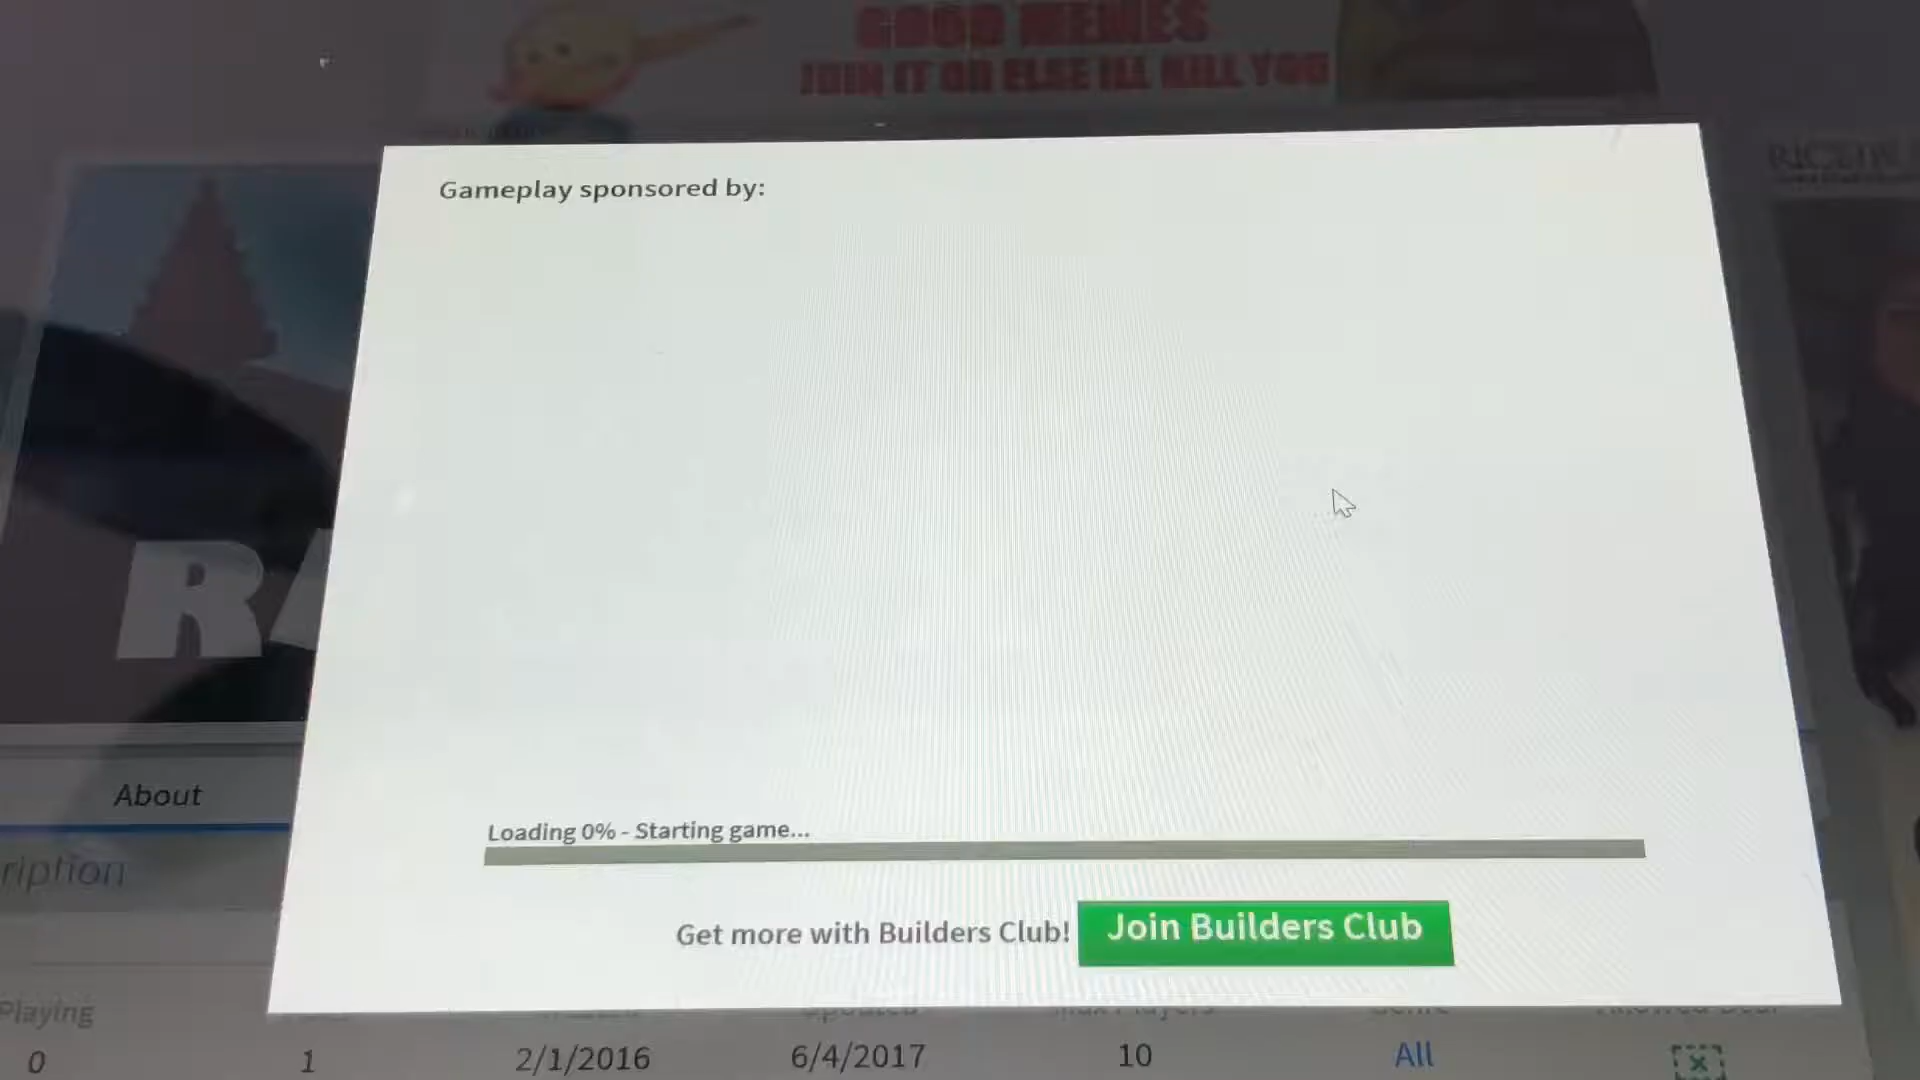 GOOD MEMES
JOIN IT OR ELSE ILL KILL YOU
Gameplay sponsored by:
About
Loading 0% - Starting game...
Get more with Builders Club!
Join Builders Club
Playing
0
1
2/1/2016
6/4/2017
10
All